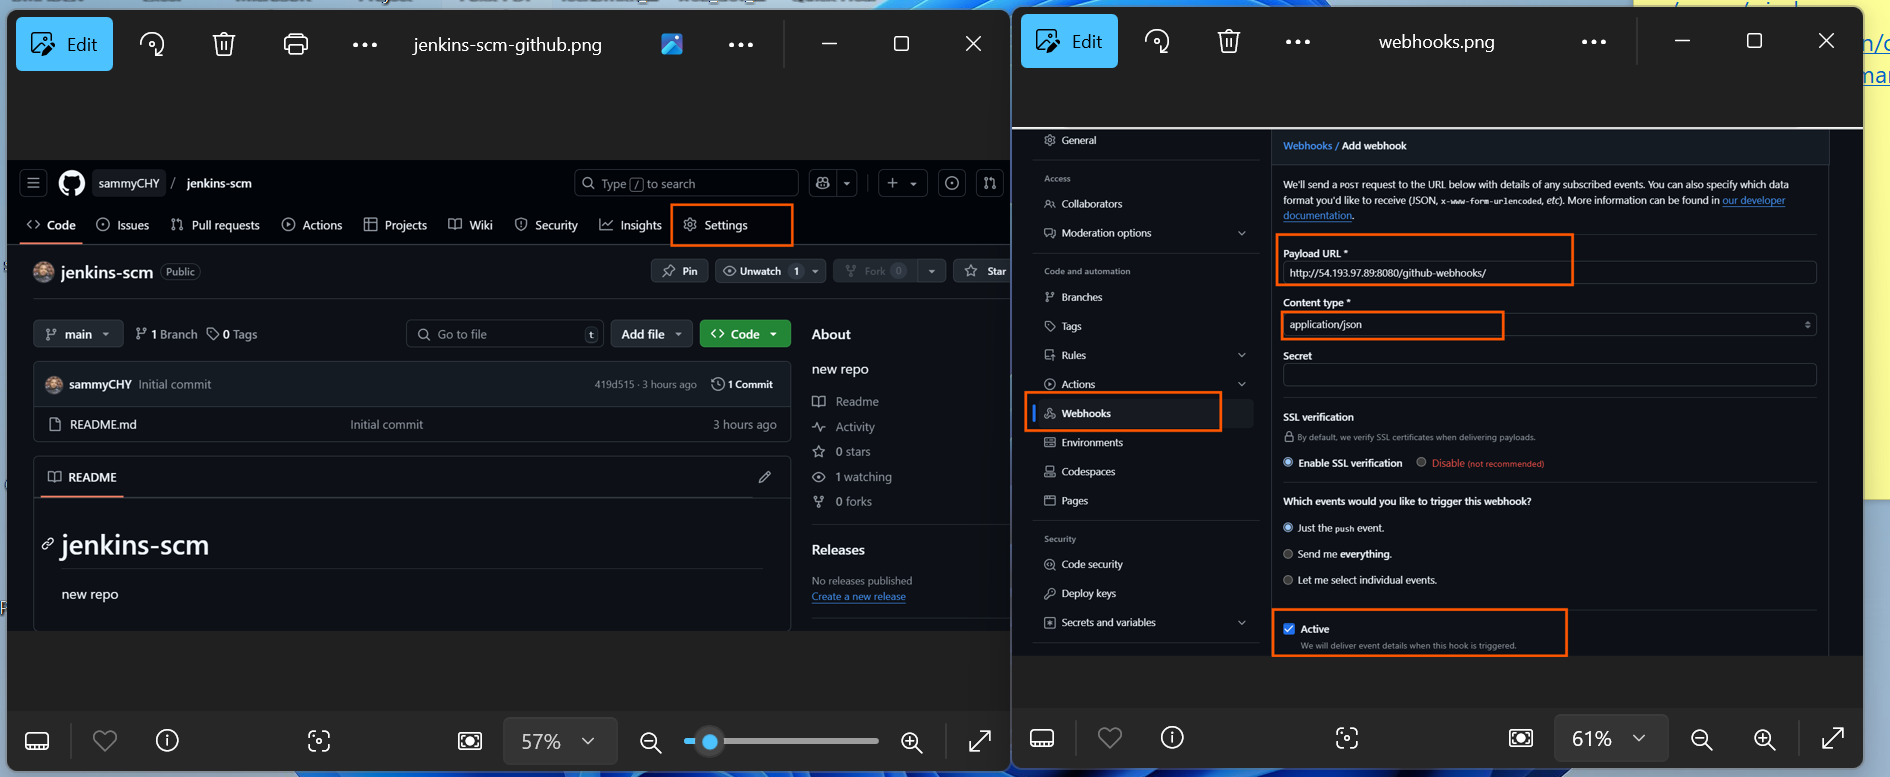 Edit
jenkins-scm-github.png
sammyCHY / jenkins-scm
Type / to search
Code
Issues
Pull requests
Actions
Projects
Wiki
Security
Insights
Settings
jenkins-scm Public
Pin
Unwatch 1
Fork 0
Star
main
1 Branch
0 Tags
Go to file t
Add file
Code
sammyCHY Initial commit
419d515 · 3 hours ago
1 Commit
README.md Initial commit 3 hours ago
README
jenkins-scm
new repo
About
new repo
Readme
Activity
0 stars
1 watching
0 forks
Releases
No releases published
Create a new release
57%
Edit
webhooks.png
General
Access
Collaborators
Moderation options
Code and automation
Branches
Tags
Rules
Actions
Webhooks
Environments
Codespaces
Pages
Security
Code security
Deploy keys
Secrets and variables
Webhooks / Add webhook
We'll send a POST request to the URL below with details of any subscribed events. You can also specify which data
format you'd like to receive (JSON, x-www-form-urlencoded, etc). More information can be found in our developer
documentation.
Payload URL *
http://54.193.97.89:8080/github-webhooks/
Content type *
application/json
Secret
SSL verification
By default, we verify SSL certificates when delivering payloads.
Enable SSL verification
Disable (not recommended)
Which events would you like to trigger this webhook?
Just the push event.
Send me everything.
Let me select individual events.
Active
We will deliver event details when this hook is triggered.
61%